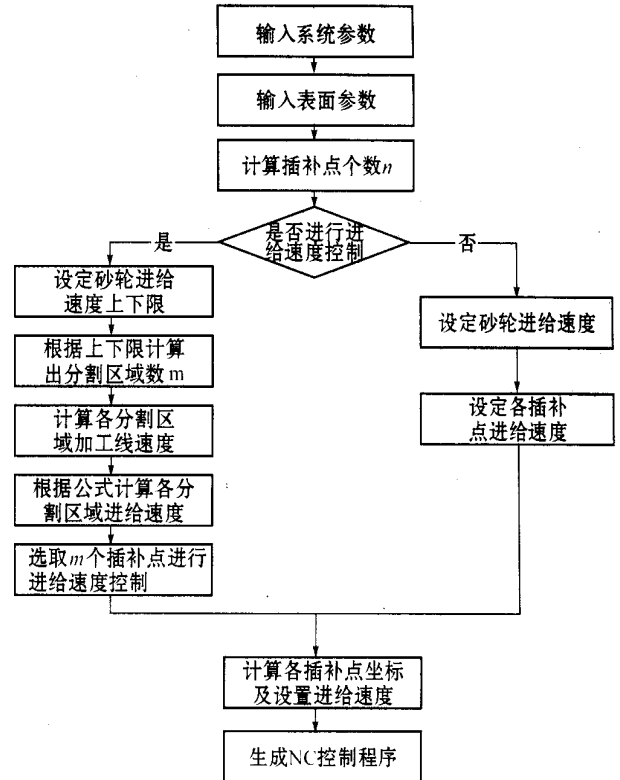 输入系统参数
输入表面参数
计算插补点个数n
是否进行进
给速度控制
是
否
设定砂轮进给
速度上下限
根据上下限计算
出分割区域数m
计算各分割区
域加工线速度
根据公式计算各分
割区域进给速度
选取m个插补点进行
进给速度控制
设定砂轮进给速度
设定各插补
点进给速度
计算各插补点坐标
及设置进给速度
生成NC控制程序